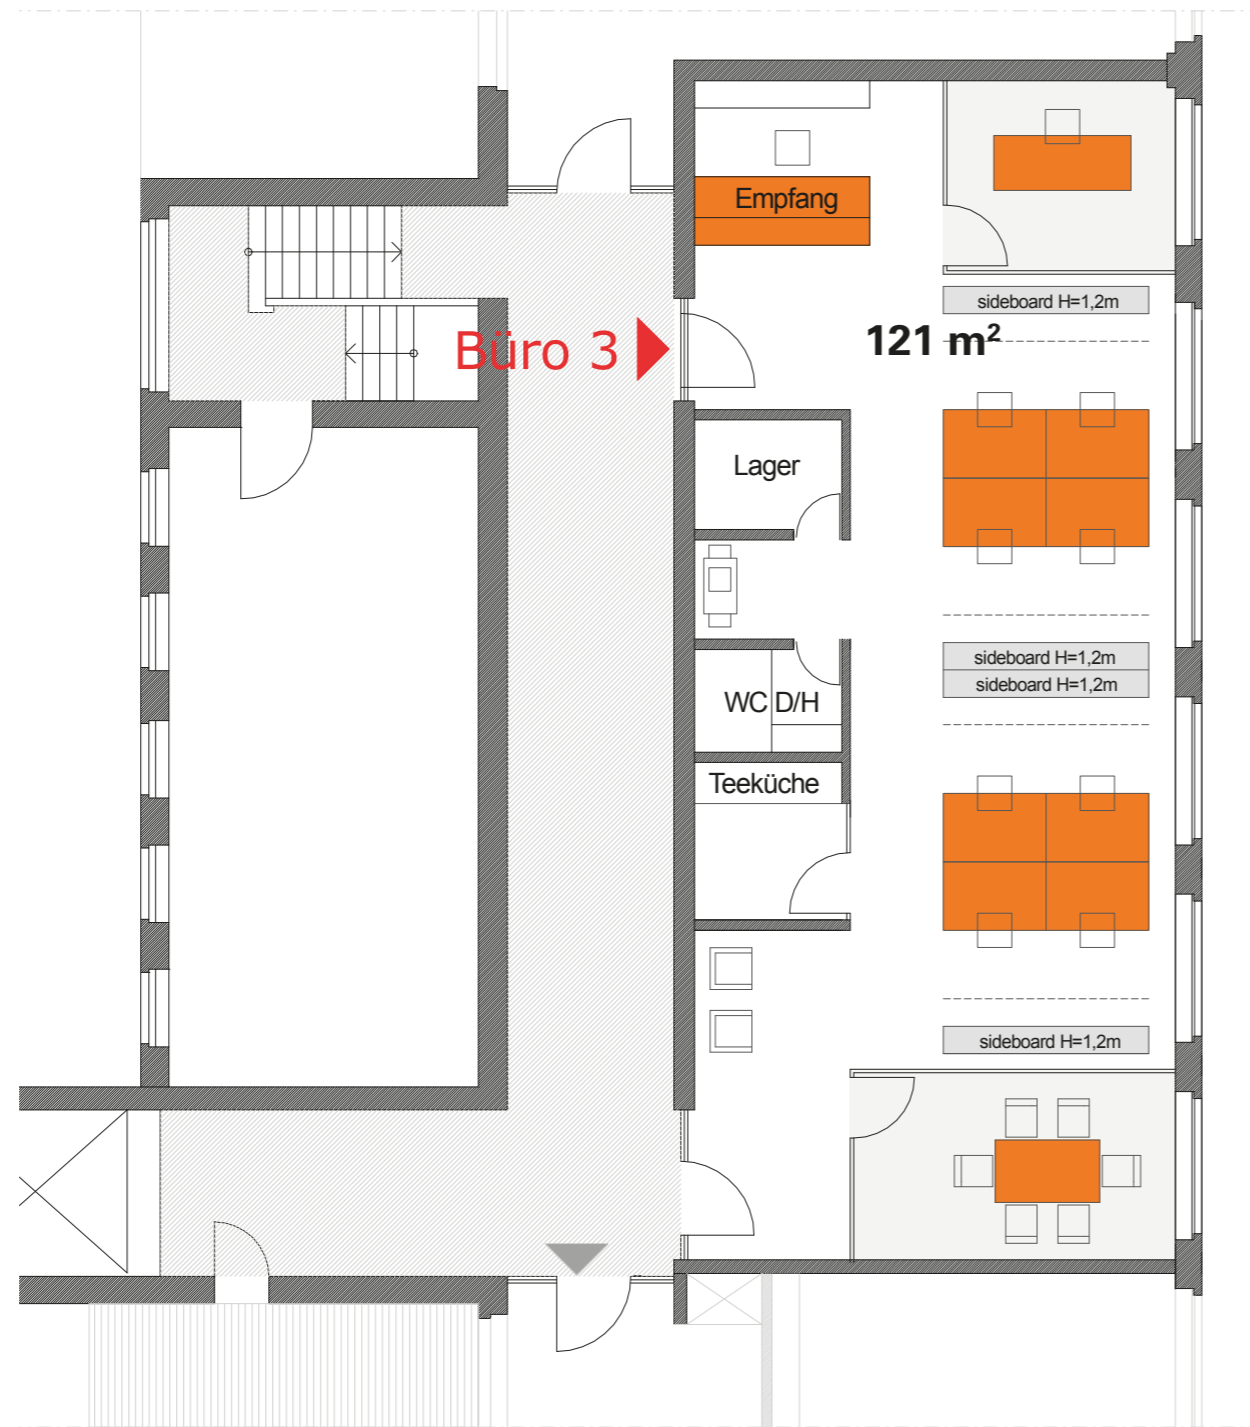 Empfang
sideboard H=1,2m
Büro 3
121 m²
Lager
sideboard H=1,2m
sideboard H=1,2m
WC D/H
Teeküche
sideboard H=1,2m